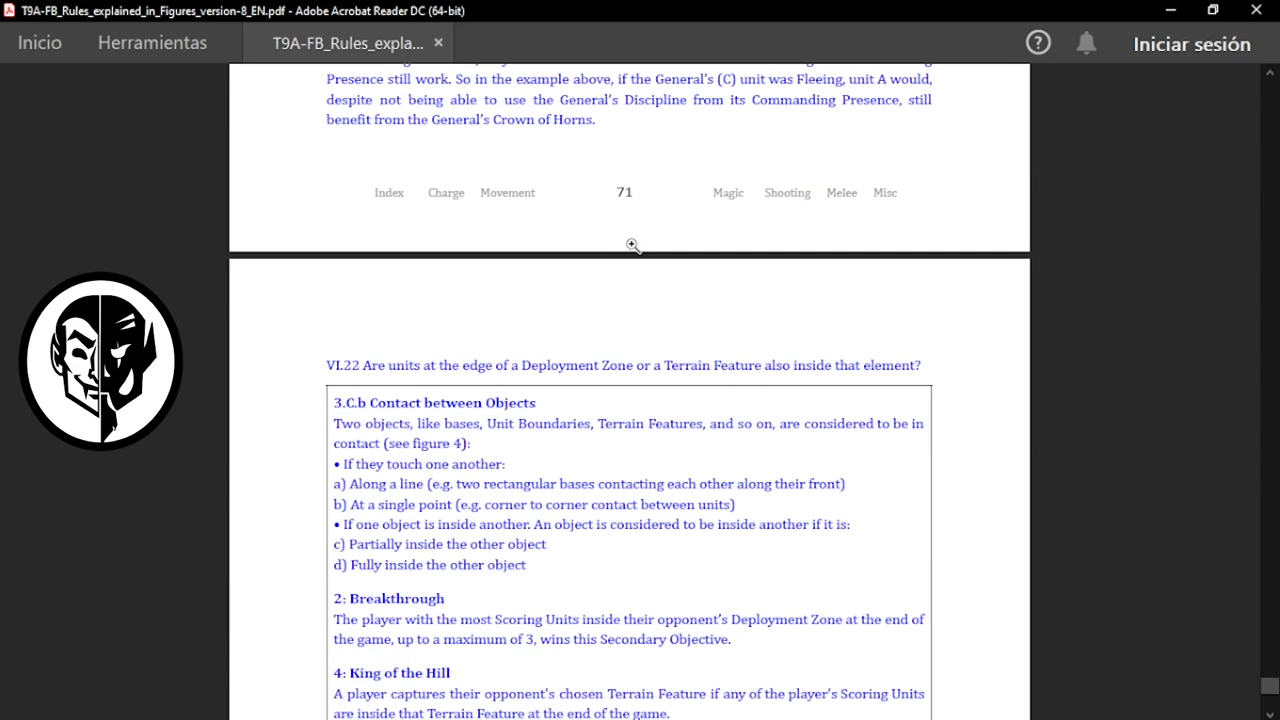 T9A-FB_Rules_explained_in_Figures_version-8_EN.pdf - Adobe Acrobat Reader DC (64-bit)
Inicio Herramientas T9A-FB_Rules_expla... × Iniciar sesión
Presence still work. So in the example above, if the General's (C) unit was Fleeing, unit A would,
despite not being able to use the General's Discipline from its Commanding Presence, still
benefit from the General's Crown of Horns.
Index Charge Movement 71 Magic Shooting Melee Misc
VI.22 Are units at the edge of a Deployment Zone or a Terrain Feature also inside that element?
3.C.b Contact between Objects
Two objects, like bases, Unit Boundaries, Terrain Features, and so on, are considered to be in
contact (see figure 4):
• If they touch one another:
a) Along a line (e.g. two rectangular bases contacting each other along their front)
b) At a single point (e.g. corner to corner contact between units)
• If one object is inside another. An object is considered to be inside another if it is:
c) Partially inside the other object
d) Fully inside the other object
2: Breakthrough
The player with the most Scoring Units inside their opponent's Deployment Zone at the end of
the game, up to a maximum of 3, wins this Secondary Objective.
4: King of the Hill
A player captures their opponent's chosen Terrain Feature if any of the player's Scoring Units
are inside that Terrain Feature at the end of the game.